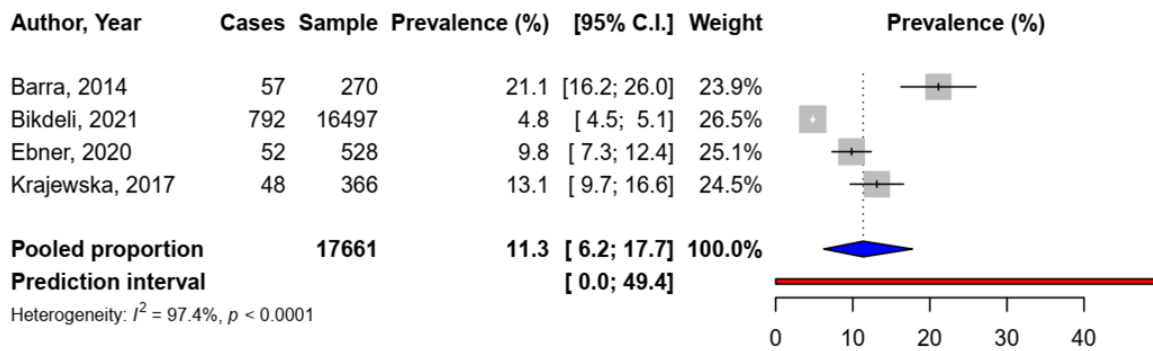 Author, Year Cases Sample Prevalence (%) [95% C.I.] Weight Prevalence (%)
Barra, 2014 57 270 21.1 [16.2; 26.0] 23.9%
Bikdeli, 2021 792 16497 4.8 [ 4.5; 5.1] 26.5%
Ebner, 2020 52 528 9.8 [ 7.3; 12.4] 25.1%
Krajewska, 2017 48 366 13.1 [ 9.7; 16.6] 24.5%
Pooled proportion 17661 11.3 [ 6.2; 17.7] 100.0%
Prediction interval [ 0.0; 49.4]
Heterogeneity: I² = 97.4%, p < 0.0001
0 10 20 30 40